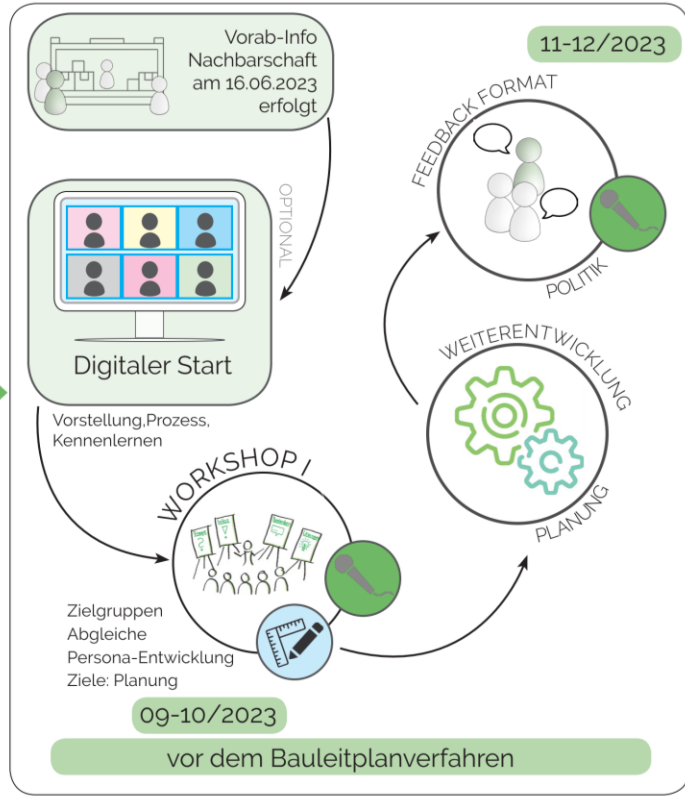 Vorab-Info
Nachbarschaft
am 16.06.2023
erfolgt
OPTIONAL
Digitaler Start
Vorstellung,Prozess,
Kennenlernen
WORKSHOP I
Zielgruppen
Abgleiche
Persona-Entwicklung
Ziele: Planung
09-10/2023
11-12/2023
FEEDBACK FORMAT
POLITIK
WEITERENTWICKLUNG
PLANUNG
vor dem Bauleitplanverfahren